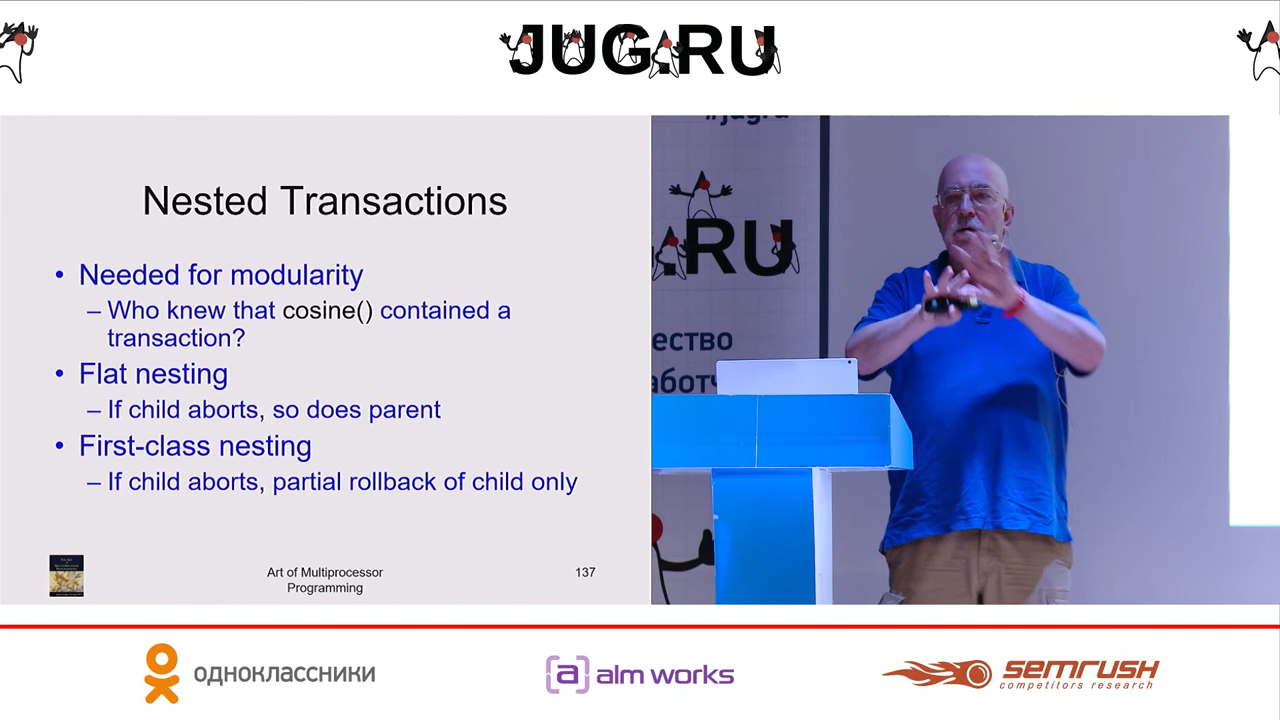 JUG.RU
Nested Transactions
• Needed for modularity
– Who knew that cosine() contained a
transaction?
• Flat nesting
– If child aborts, so does parent
• First-class nesting
– If child aborts, partial rollback of child only
Art of Multiprocessor
Programming
137
#jugru
.RU
ество
работч
одноклассники
[a] alm works
semrush
competitors research